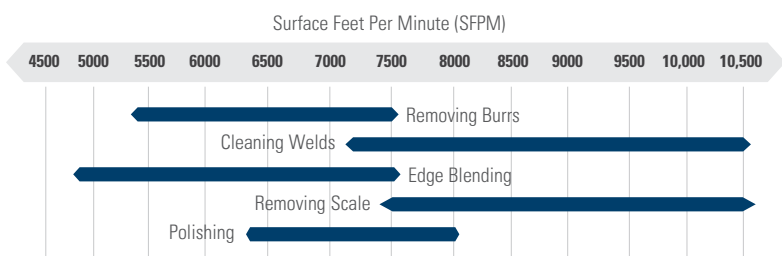 Surface Feet Per Minute (SFPM)
4500 5000 5500 6000 6500 7000 7500 8000 8500 9000 9500 10,000 10,500
Removing Burrs
Cleaning Welds
Edge Blending
Removing Scale
Polishing